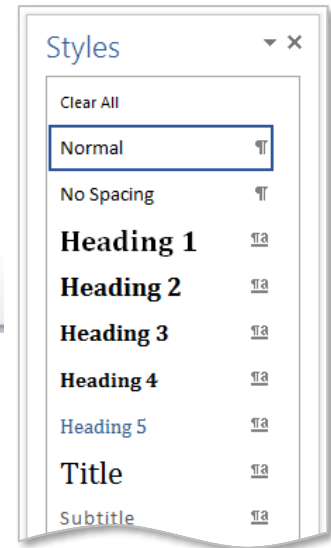 Styles
Clear All
Normal ¶
No Spacing ¶
Heading 1 ¶a
Heading 2 ¶a
Heading 3 ¶a
Heading 4 ¶a
Heading 5 ¶a
Title ¶a
Subtitle ¶a